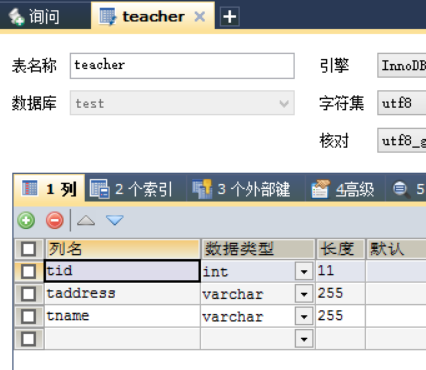 询问 teacher
表名称 teacher 引擎 InnoDB
数据库 test 字符集 utf8
核对 utf8_g
1 列 2 个索引 3 个外部键 4高级 5
列名 数据类型 长度 默认
tid int 11
taddress varchar 255
tname varchar 255